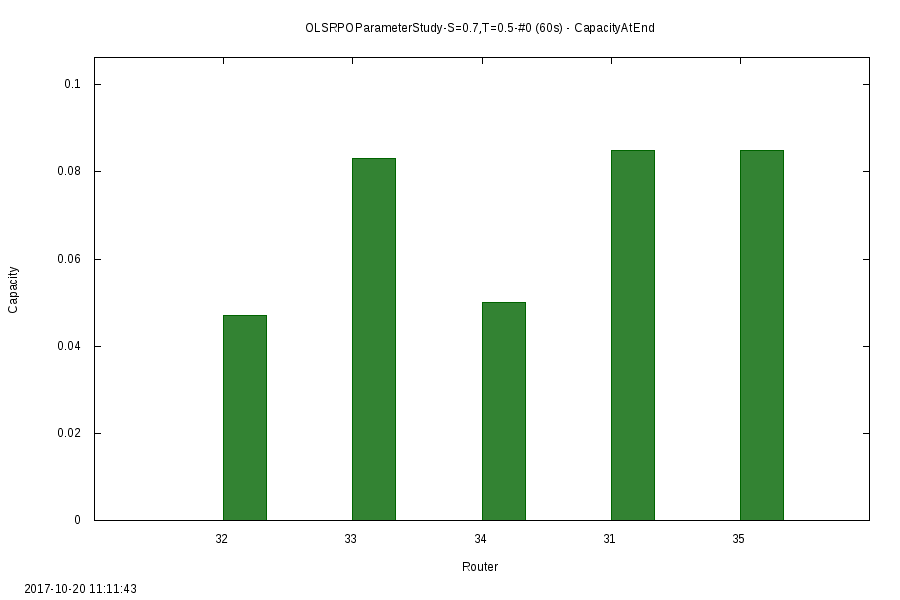 OLSRPOParameterStudy-S=0.7,T=0.5-#0 (60s) - CapacityAtEnd
0.1
0.08
0.06
0.04
0.02
0
Capacity
32 33 34 31 35
Router
2017-10-20 11:11:43